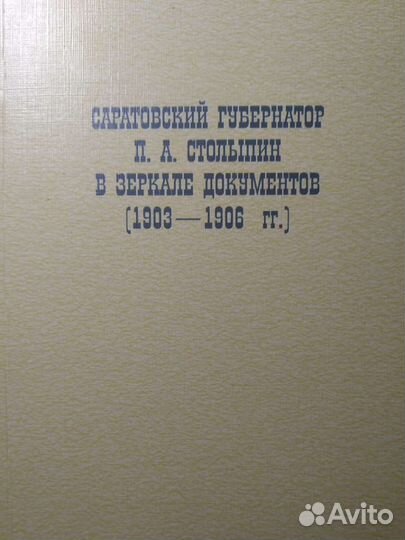 САРАТОВСКИЙ ГУБЕРНАТОР
П. А. СТОЛЫПИН
В ЗЕРКАЛЕ ДОКУМЕНТОВ
(1903—1906 гг.)
Avito